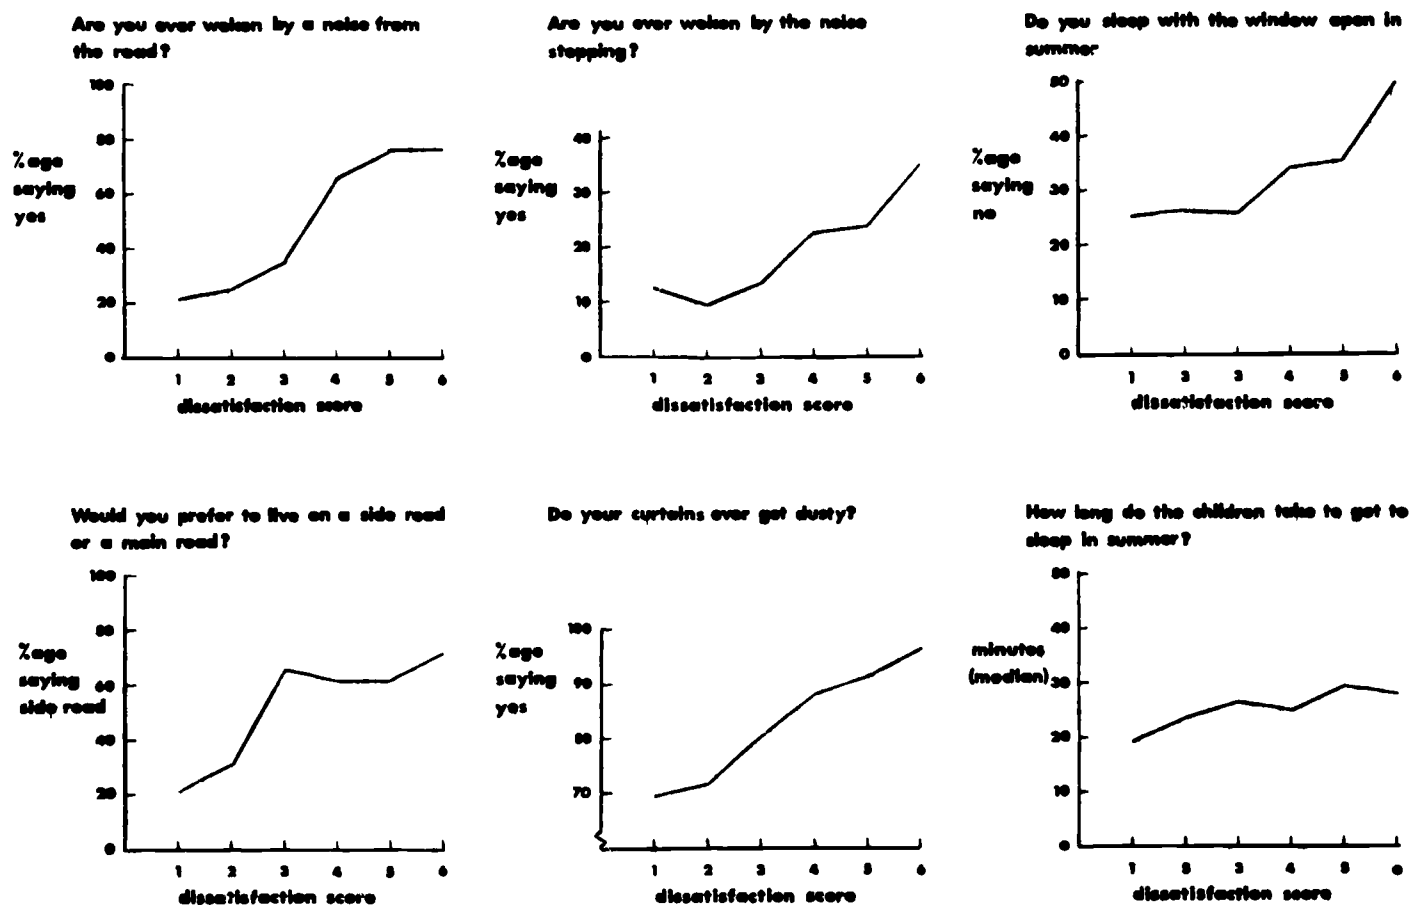 Are you ever woken by a noise from
the road?
100
80
60
40
20
0
%age
saying
yes
1 2 3 4 5 6
dissatisfaction score
Are you ever woken by the noise
stopping?
40
30
20
10
0
%age
saying
yes
1 2 3 4 5 6
dissatisfaction score
Do you sleep with the window open in
summer
50
40
30
20
10
0
%age
saying
no
1 2 3 4 5 6
dissatisfaction score
Would you prefer to live on a side road
or a main road?
100
80
60
40
20
0
%age
saying
side road
1 2 3 4 5 6
dissatisfaction score
Do your curtains ever get dusty?
100
90
80
70
%age
saying
yes
1 2 3 4 5 6
dissatisfaction score
How long do the children take to get to
sleep in summer?
50
40
30
20
10
0
minutes
(median)
1 2 3 4 5 6
dissatisfaction score